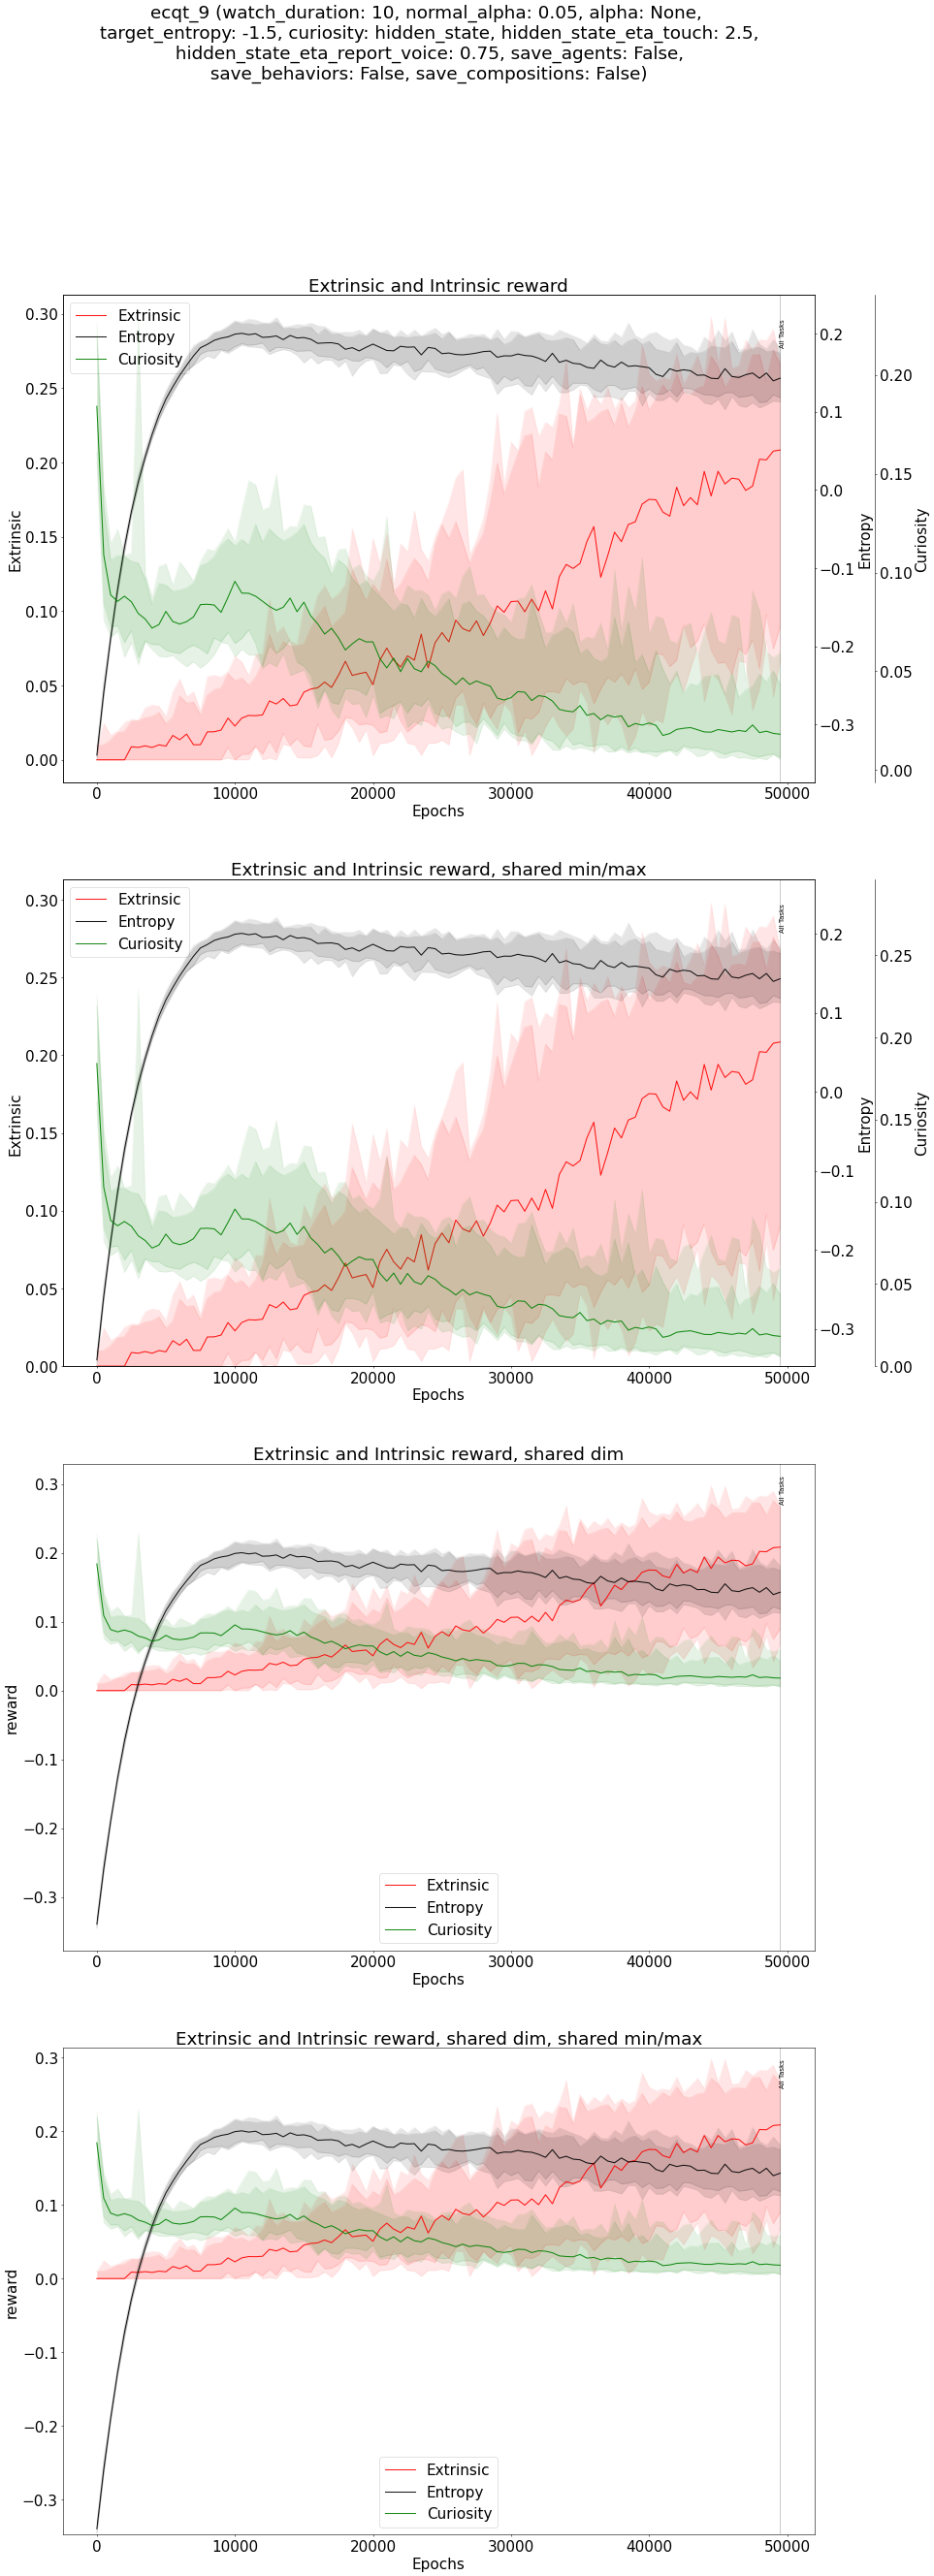 ecqt_9 (watch_duration: 10, normal_alpha: 0.05, alpha: None,
target_entropy: -1.5, curiosity: hidden_state, hidden_state_eta_touch: 2.5,
hidden_state_eta_report_voice: 0.75, save_agents: False,
save_behaviors: False, save_compositions: False)
Extrinsic and Intrinsic reward
Extrinsic
Entropy
Curiosity
All Tasks
0.30
0.25
0.20
0.15
0.10
0.05
0.00
Extrinsic
0.2
0.1
0.0
−0.1
−0.2
−0.3
Entropy
0.20
0.15
0.10
0.05
0.00
Curiosity
0 10000 20000 30000 40000 50000
Epochs
Extrinsic and Intrinsic reward, shared min/max
Extrinsic
Entropy
Curiosity
All Tasks
0.30
0.25
0.20
0.15
0.10
0.05
0.00
Extrinsic
0.2
0.1
0.0
−0.1
−0.2
−0.3
Entropy
0.25
0.20
0.15
0.10
0.05
0.00
Curiosity
0 10000 20000 30000 40000 50000
Epochs
Extrinsic and Intrinsic reward, shared dim
All Tasks
0.3
0.2
0.1
0.0
−0.1
−0.2
−0.3
reward
Extrinsic
Entropy
Curiosity
0 10000 20000 30000 40000 50000
Epochs
Extrinsic and Intrinsic reward, shared dim, shared min/max
All Tasks
0.3
0.2
0.1
0.0
−0.1
−0.2
−0.3
reward
Extrinsic
Entropy
Curiosity
0 10000 20000 30000 40000 50000
Epochs